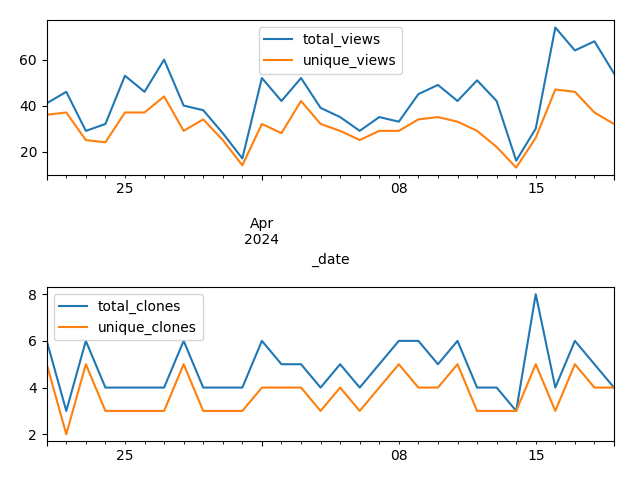 total_views
unique_views
60
40
20
25
08
15
Apr
2024
_date
total_clones
unique_clones
8
6
4
2
25
08
15